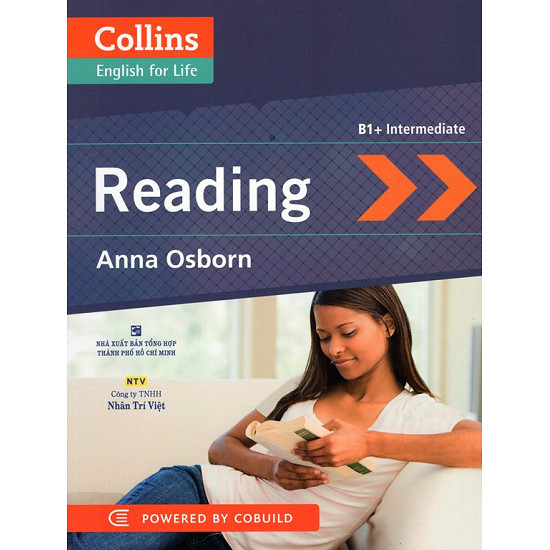 Collins
English for Life
B1+ Intermediate
Reading
Anna Osborn
NHÀ XUẤT BẢN TỔNG HỢP
THÀNH PHỐ HỒ CHÍ MINH
NTV
Công ty TNHH
Nhân Trí Việt
POWERED BY COBUILD